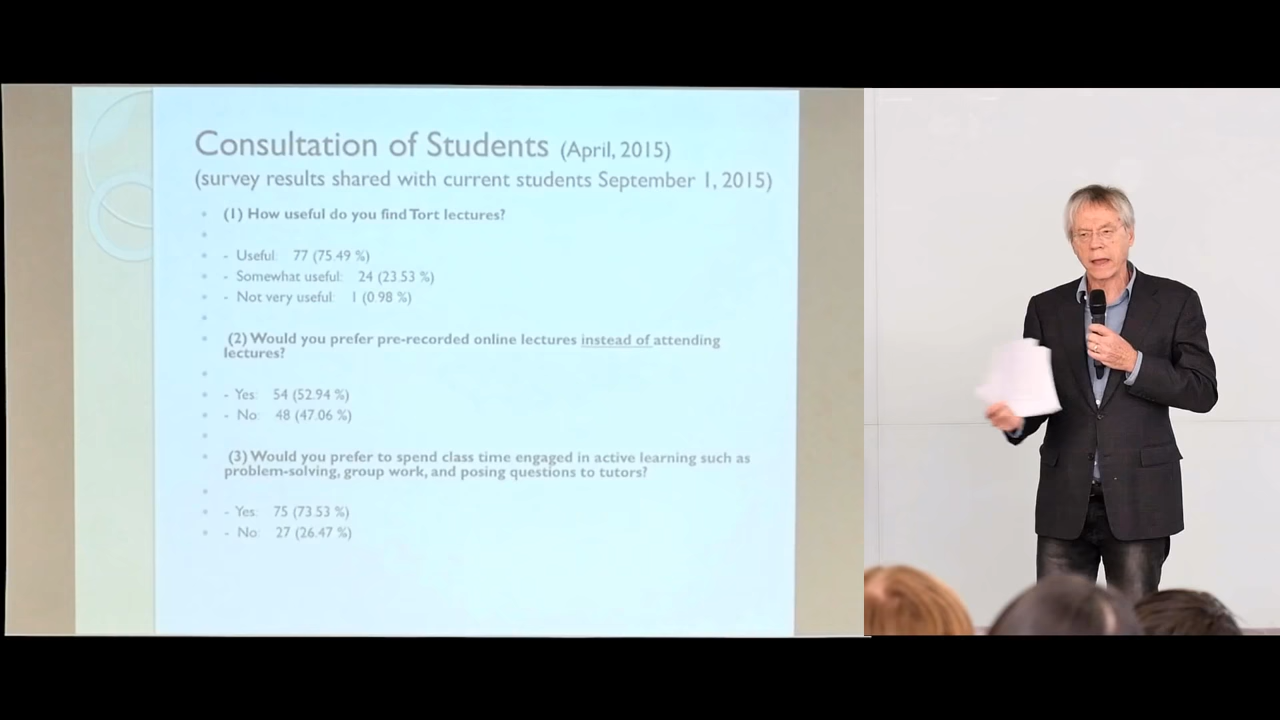 Consultation of Students (April, 2015)
(survey results shared with current students September 1, 2015)
(1) How useful do you find Tort lectures?
- Useful: 77 (75.49 %)
- Somewhat useful: 24 (23.53 %)
- Not very useful: 1 (0.98 %)
(2) Would you prefer pre-recorded online lectures instead of attending
lectures?
- Yes: 54 (52.94 %)
- No: 48 (47.06 %)
(3) Would you prefer to spend class time engaged in active learning such as
problem-solving, group work, and posing questions to tutors?
- Yes: 75 (73.53 %)
- No: 27 (26.47 %)